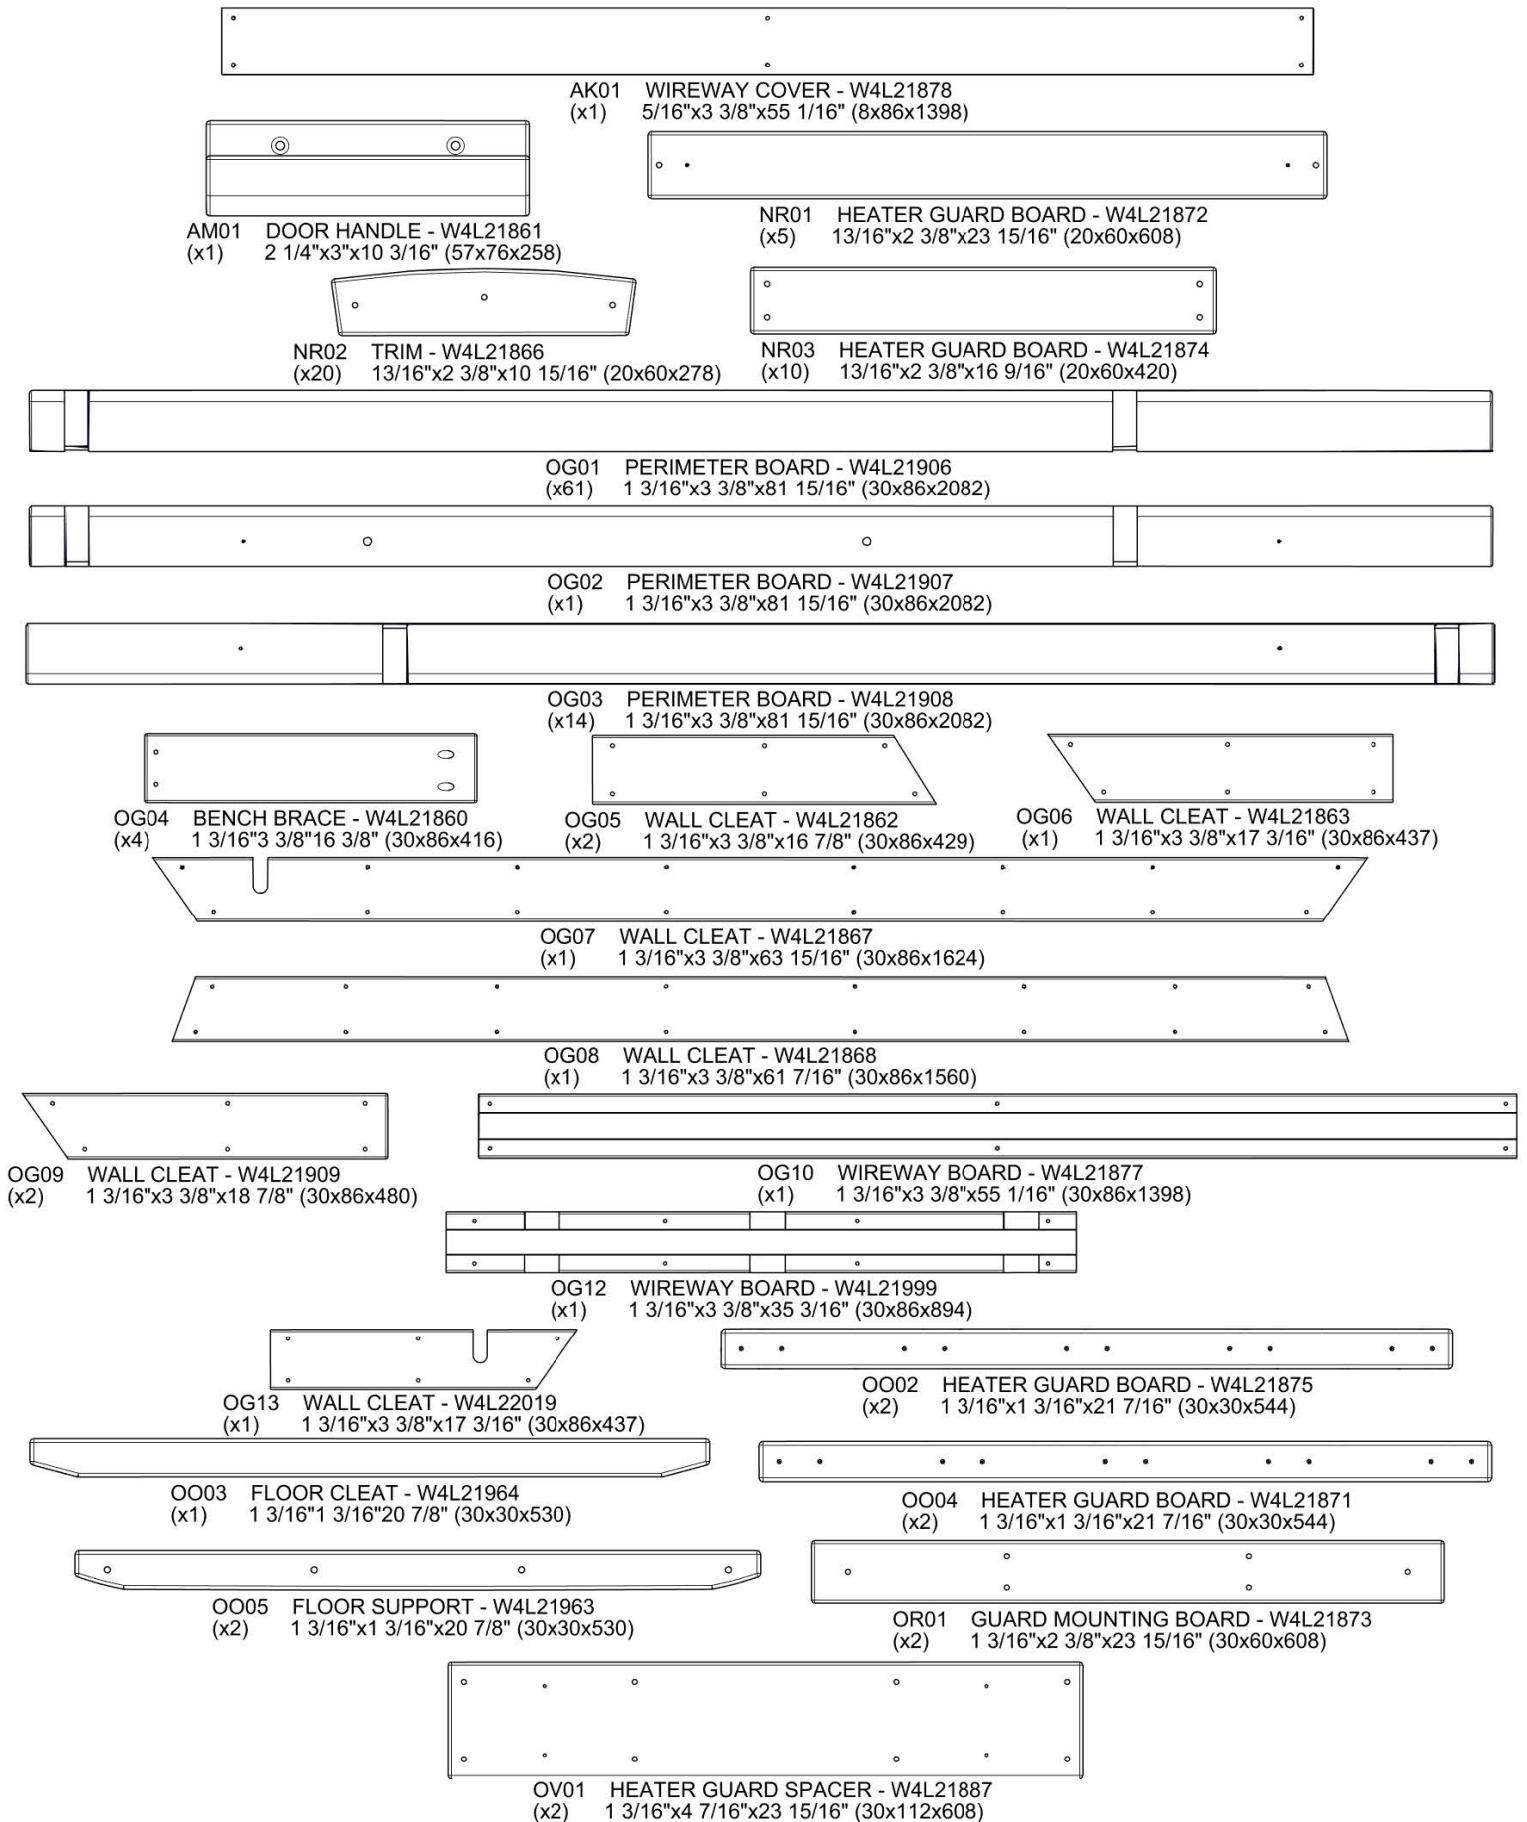 AK01 WIREWAY COVER - W4L21878
(x1) 5/16"x3 3/8"x55 1/16" (8x86x1398)
AM01 DOOR HANDLE - W4L21861
(x1) 2 1/4"x3"x10 3/16" (57x76x258)
NR01 HEATER GUARD BOARD - W4L21872
(x5) 13/16"x2 3/8"x23 15/16" (20x60x608)
NR02 TRIM - W4L21866
(x20) 13/16"x2 3/8"x10 15/16" (20x60x278)
NR03 HEATER GUARD BOARD - W4L21874
(x10) 13/16"x2 3/8"x16 9/16" (20x60x420)
OG01 PERIMETER BOARD - W4L21906
(x61) 1 3/16"x3 3/8"x81 15/16" (30x86x2082)
OG02 PERIMETER BOARD - W4L21907
(x1) 1 3/16"x3 3/8"x81 15/16" (30x86x2082)
OG03 PERIMETER BOARD - W4L21908
(x14) 1 3/16"x3 3/8"x81 15/16" (30x86x2082)
OG04 BENCH BRACE - W4L21860
(x4) 1 3/16"3 3/8"16 3/8" (30x86x416)
OG05 WALL CLEAT - W4L21862
(x2) 1 3/16"x3 3/8"x16 7/8" (30x86x429)
OG06 WALL CLEAT - W4L21863
(x1) 1 3/16"x3 3/8"x17 3/16" (30x86x437)
OG07 WALL CLEAT - W4L21867
(x1) 1 3/16"x3 3/8"x63 15/16" (30x86x1624)
OG08 WALL CLEAT - W4L21868
(x1) 1 3/16"x3 3/8"x61 7/16" (30x86x1560)
OG09 WALL CLEAT - W4L21909
(x2) 1 3/16"x3 3/8"x18 7/8" (30x86x480)
OG10 WIREWAY BOARD - W4L21877
(x1) 1 3/16"x3 3/8"x55 1/16" (30x86x1398)
OG12 WIREWAY BOARD - W4L21999
(x1) 1 3/16"x3 3/8"x35 3/16" (30x86x894)
OG13 WALL CLEAT - W4L22019
(x1) 1 3/16"x3 3/8"x17 3/16" (30x86x437)
OO02 HEATER GUARD BOARD - W4L21875
(x2) 1 3/16"x1 3/16"x21 7/16" (30x30x544)
OO03 FLOOR CLEAT - W4L21964
(x1) 1 3/16"1 3/16"20 7/8" (30x30x530)
OO04 HEATER GUARD BOARD - W4L21871
(x2) 1 3/16"x1 3/16"x21 7/16" (30x30x544)
OO05 FLOOR SUPPORT - W4L21963
(x2) 1 3/16"x1 3/16"x20 7/8" (30x30x530)
OR01 GUARD MOUNTING BOARD - W4L21873
(x2) 1 3/16"x2 3/8"x23 15/16" (30x60x608)
OV01 HEATER GUARD SPACER - W4L21887
(x2) 1 3/16"x4 7/16"x23 15/16" (30x112x608)